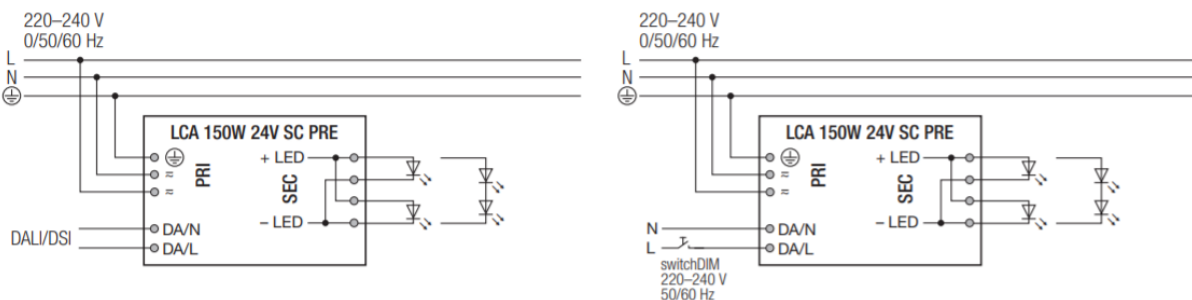 220–240 V
0/50/60 Hz
L
N
LCA 150W 24V SC PRE
+ LED
≈
PRI
SEC
≈
– LED
DALI/DSI
DA/N
DA/L
220–240 V
0/50/60 Hz
L
N
LCA 150W 24V SC PRE
+ LED
≈
PRI
SEC
≈
– LED
N
DA/N
L
DA/L
switchDIM
220–240 V
50/60 Hz